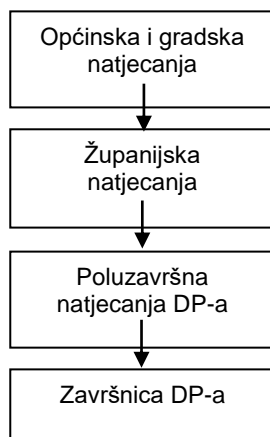 Općinska i gradska
natjecanja
Županijska
natjecanja
Poluzavršna
natjecanja DP-a
Završnica DP-a